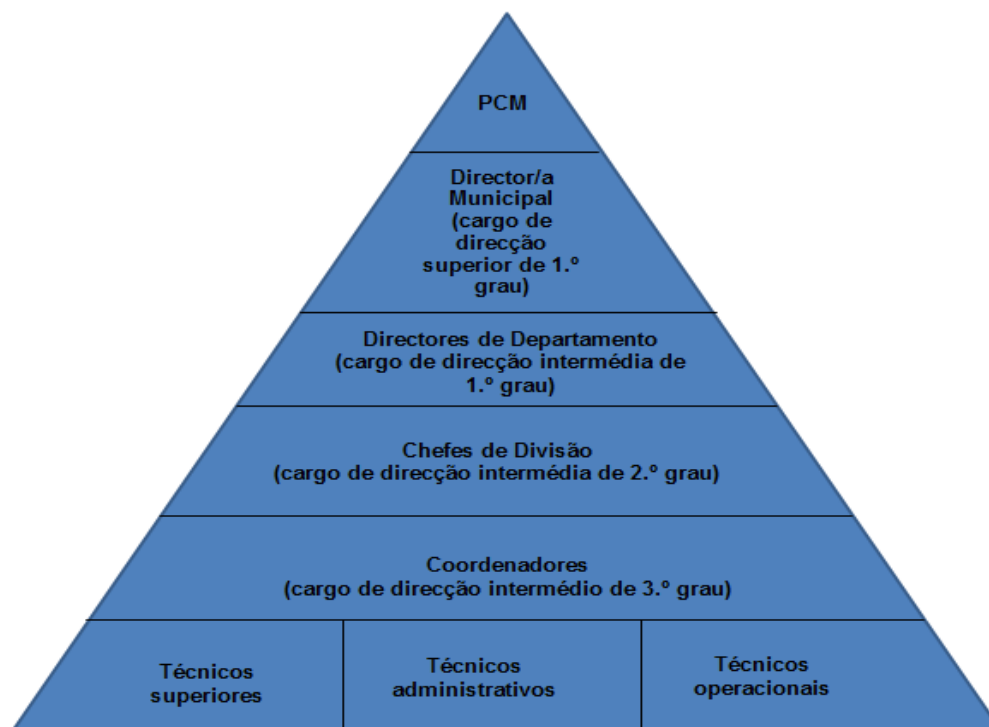 PCM
Director/a
Municipal
(cargo de
direcção
superior de 1.º
grau)
Directores de Departamento
(cargo de direcção intermédia de
1.º grau)
Chefes de Divisão
(cargo de direcção intermédia de 2.º grau)
Coordenadores
(cargo de direcção intermédio de 3.º grau)
Técnicos
superiores
Técnicos
administrativos
Técnicos
operacionais